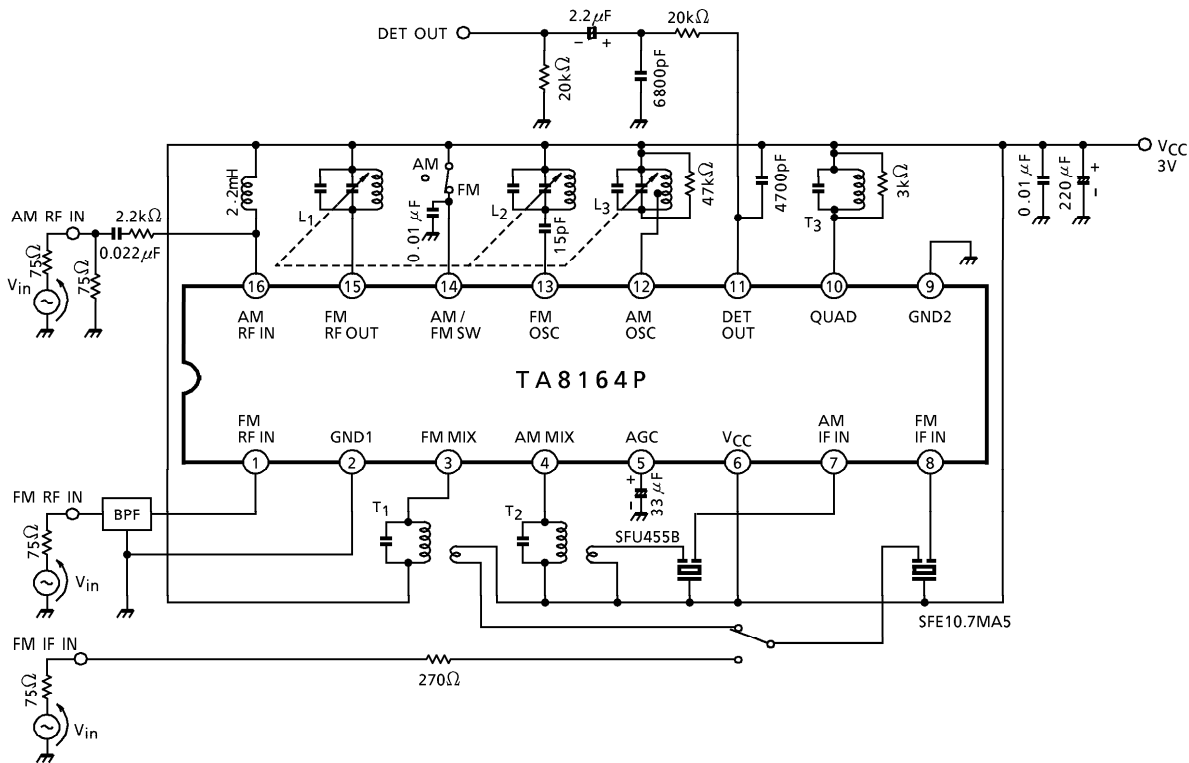 DET OUT
2.2μF
- +
20kΩ
20kΩ
6800pF
VCC
3V
AM RF IN
2.2kΩ
0.022μF
75Ω
75Ω
Vin
2.2mH
L1
AM
FM
0.01μF
L2
15pF
L3
47kΩ
4700pF
T3
3kΩ
0.01μF
220μF
+
-
16 15 14 13 12 11 10 9
AM
RF IN
FM
RF OUT
AM /
FM SW
FM
OSC
AM
OSC
DET
OUT
QUAD
GND2
TA8164P
FM
RF IN
GND1
FM MIX
AM MIX
AGC
VCC
AM
IF IN
FM
IF IN
1 2 3 4 5 6 7 8
+
-
33μF
FM RF IN
BPF
75Ω
Vin
T1
T2
SFU455B
SFE10.7MA5
FM IF IN
270Ω
75Ω
Vin